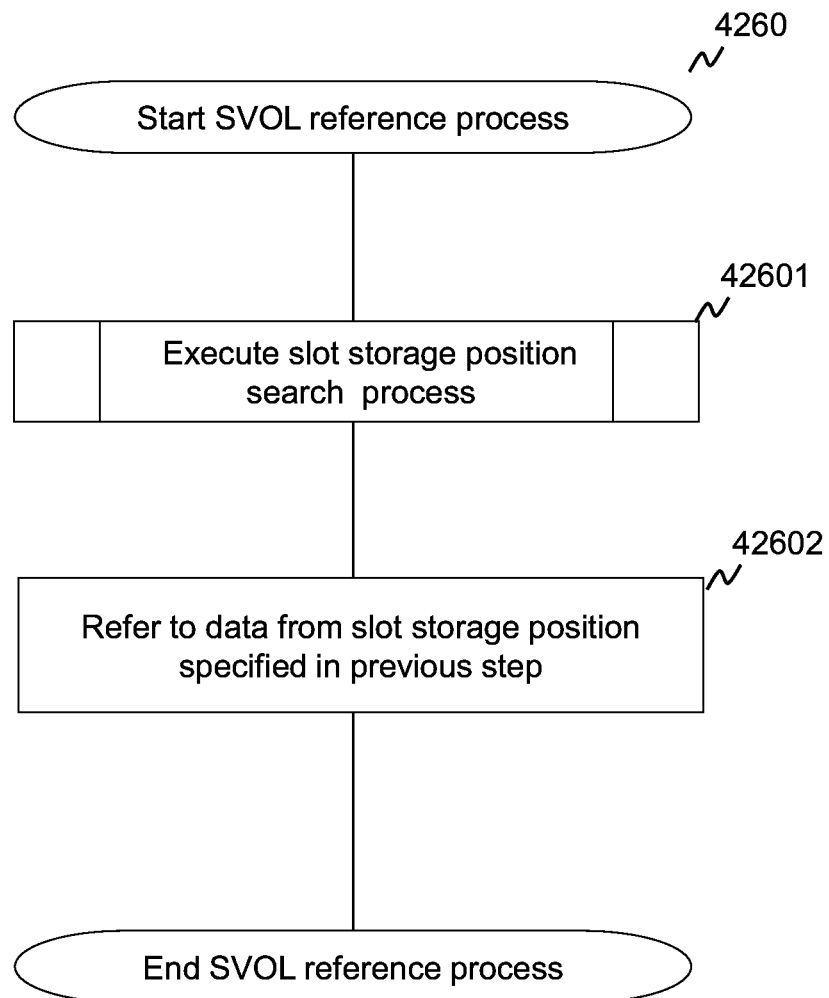 4260
Start SVOL reference process
42601
Execute slot storage position
search process
42602
Refer to data from slot storage position
specified in previous step
End SVOL reference process